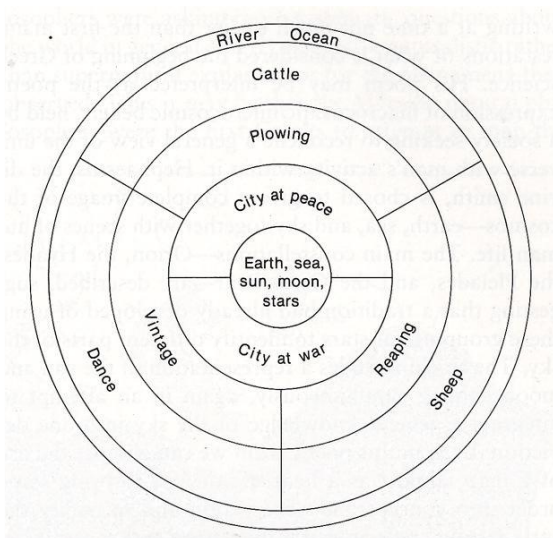 River Ocean
Cattle
Plowing
City at peace
Earth, sea,
sun, moon,
stars
City at war
Vintage
Reaping
Dance
Sheep